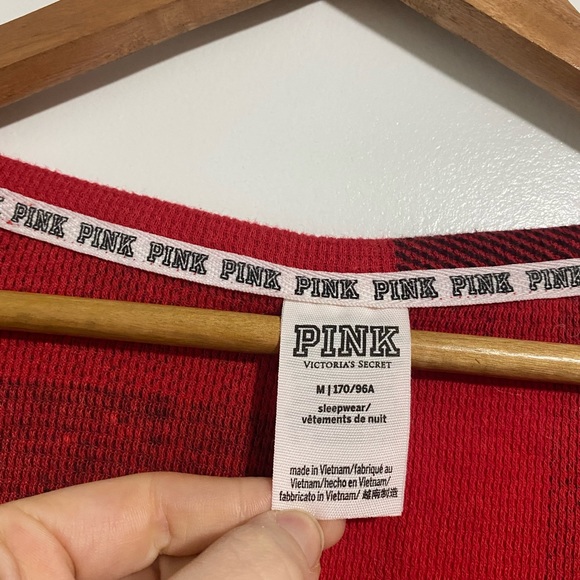 PINK PINK PINK PINK PINK PINK PINK PINK PINK
PINK
VICTORIA'S SECRET
M | 170/96A
sleepwear/
vêtements de nuit
made in Vietnam/fabriqué au
Vietnam/hecho en Vietnam/
fabbricato in Vietnam/ 越南制造